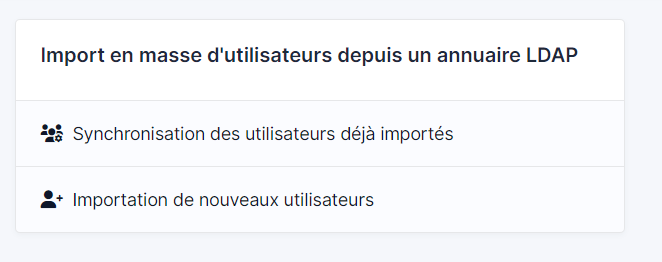 Import en masse d'utilisateurs depuis un annuaire LDAP
Synchronisation des utilisateurs déjà importés
Importation de nouveaux utilisateurs